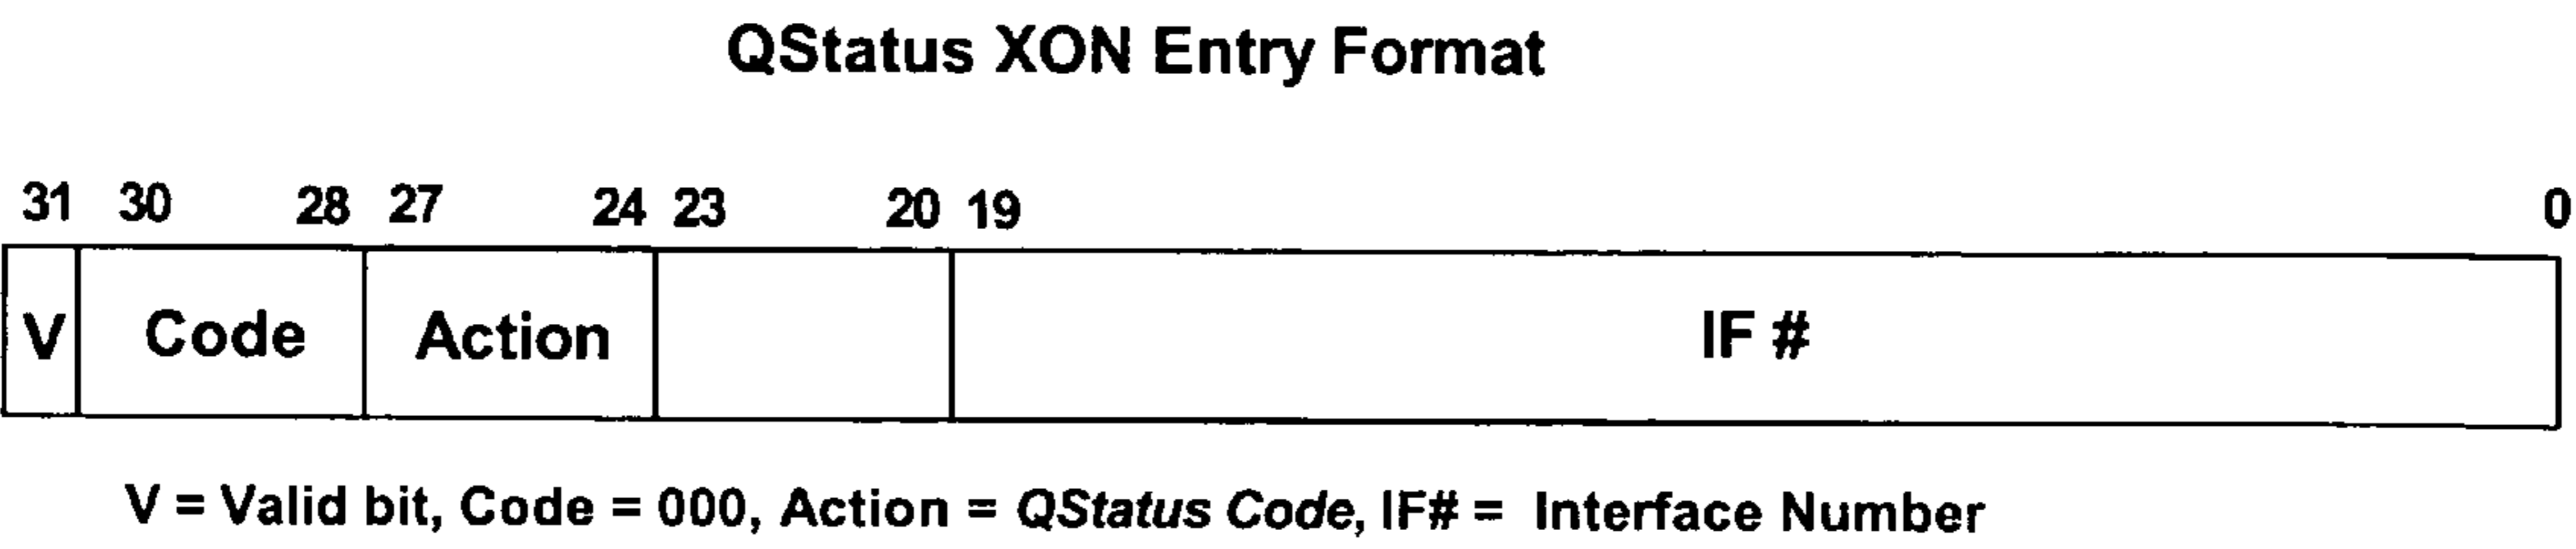 QStatus XON Entry Format
31 30 28 27 24 23 20 19 0
V Code Action IF #
V = Valid bit, Code = 000, Action = QStatus Code, IF# = Interface Number